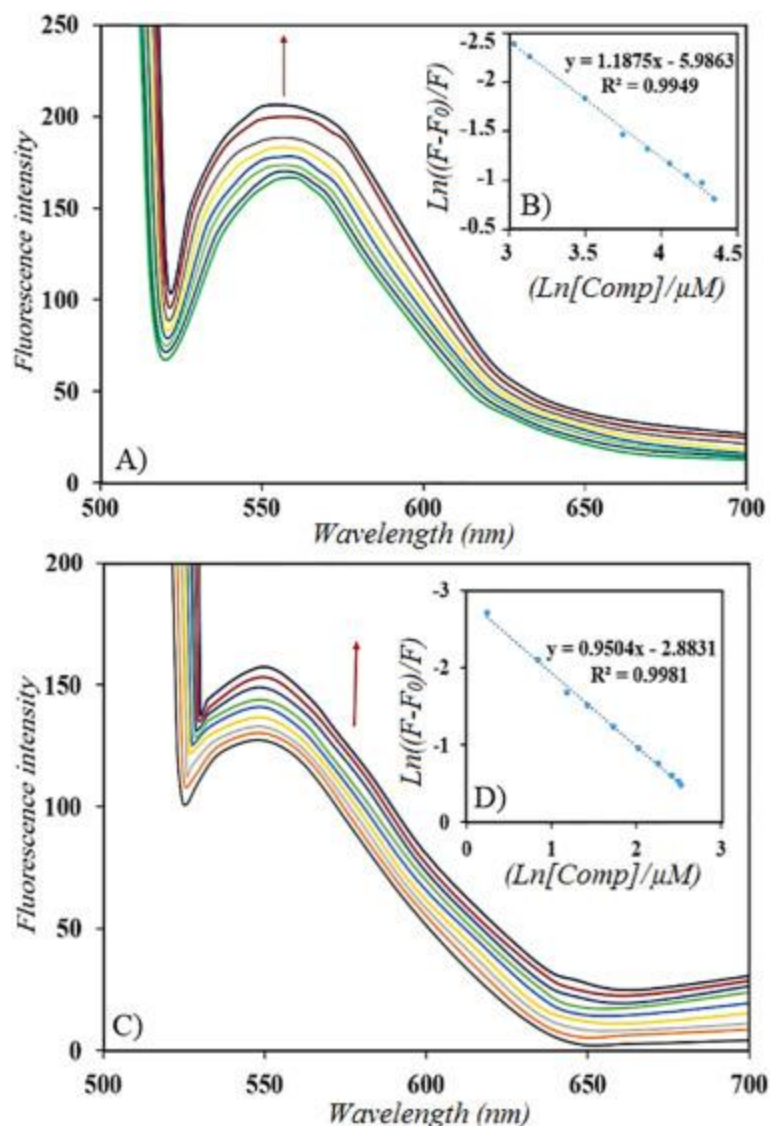 250
200
150
100
50
0
Fluorescence intensity
500
550
600
650
700
Wavelength (nm)
A)
-2.5
-2
-1.5
-1
-0.5
Ln((F-F0)/F)
y = 1.1875x - 5.9863
R² = 0.9949
B)
3
3.5
4
4.5
(Ln[Comp]/μM)
200
150
100
50
0
Fluorescence intensity
500
550
600
650
700
Wavelength (nm)
C)
-3
-2
-1
0
Ln((F-F0)/F)
y = 0.9504x - 2.8831
R² = 0.9981
D)
0
1
2
3
(Ln[Comp]/μM)